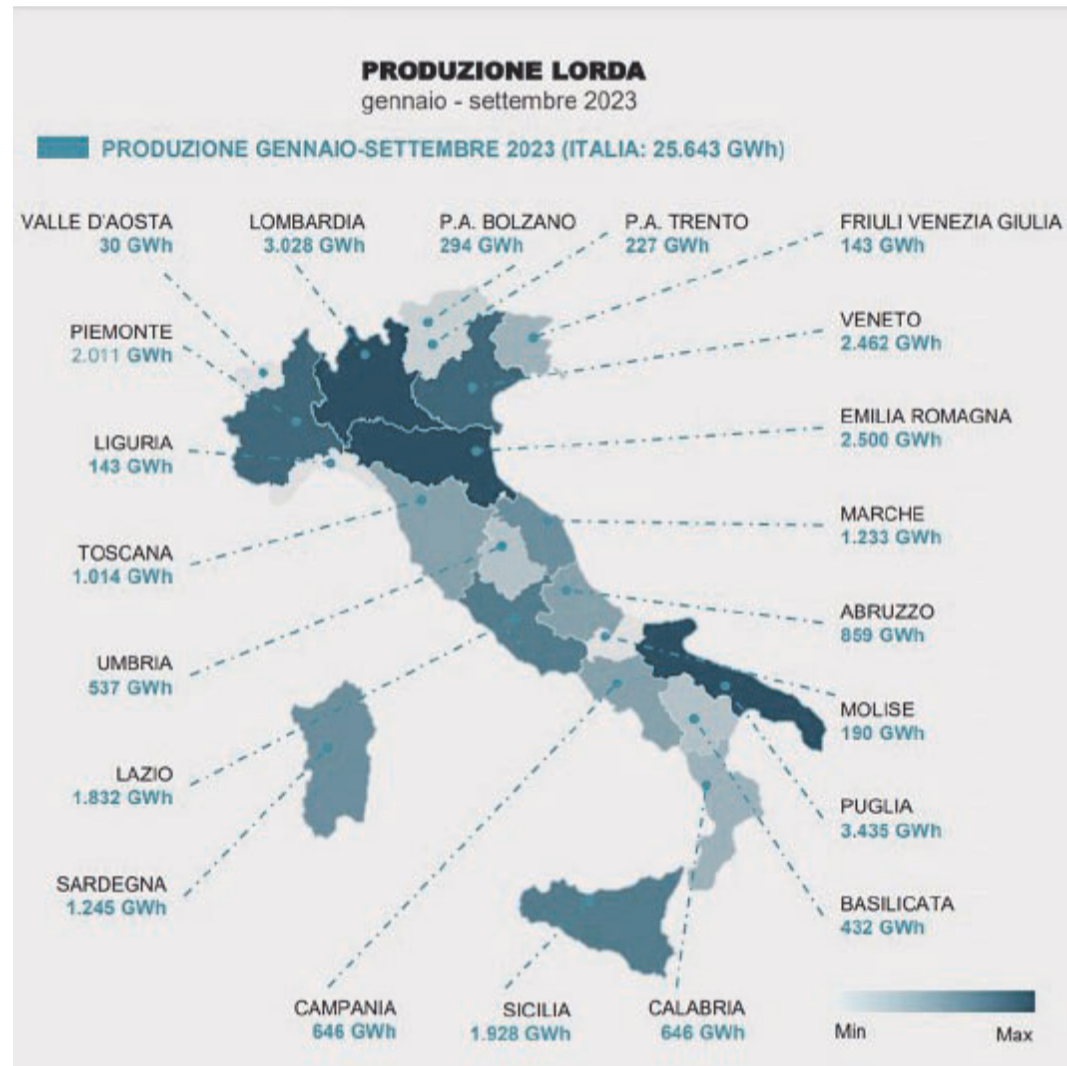 PRODUZIONE LORDA
gennaio - settembre 2023
PRODUZIONE GENNAIO-SETTEMBRE 2023 (ITALIA: 25.643 GWh)
VALLE D'AOSTA
30 GWh
LOMBARDIA
3.028 GWh
P.A. BOLZANO
294 GWh
P.A. TRENTO
227 GWh
FRIULI VENEZIA GIULIA
143 GWh
PIEMONTE
2.011 GWh
VENETO
2.462 GWh
LIGURIA
143 GWh
EMILIA ROMAGNA
2.500 GWh
TOSCANA
1.014 GWh
MARCHE
1.233 GWh
UMBRIA
537 GWh
ABRUZZO
859 GWh
LAZIO
1.832 GWh
MOLISE
190 GWh
SARDEGNA
1.245 GWh
PUGLIA
3.435 GWh
BASILICATA
432 GWh
CAMPANIA
646 GWh
SICILIA
1.928 GWh
CALABRIA
646 GWh
Min
Max